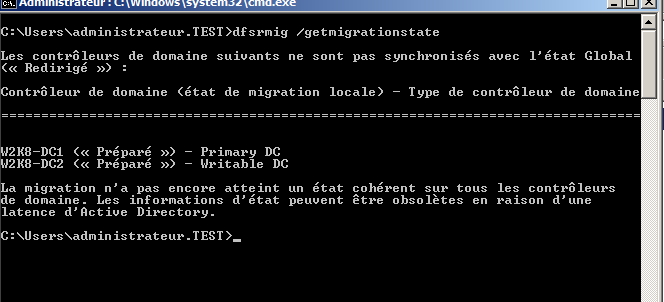 Administrateur : C:\Windows\system32\cmd.exe
C:\Users\administrateur.TEST>dfsrmig /getmigrationstate
Les contrôleurs de domaine suivants ne sont pas synchronisés avec l'état Global
(« Redirigé ») :
Contrôleur de domaine (état de migration locale) - Type de contrôleur de domaine
================================================================================
W2K8-DC1 (« Préparé ») - Primary DC
W2K8-DC2 (« Préparé ») - Writable DC
La migration n'a pas encore atteint un état cohérent sur tous les contrôleurs
de domaine. Les informations d'état peuvent être obsolètes en raison d'une
latence d'Active Directory.
C:\Users\administrateur.TEST>_